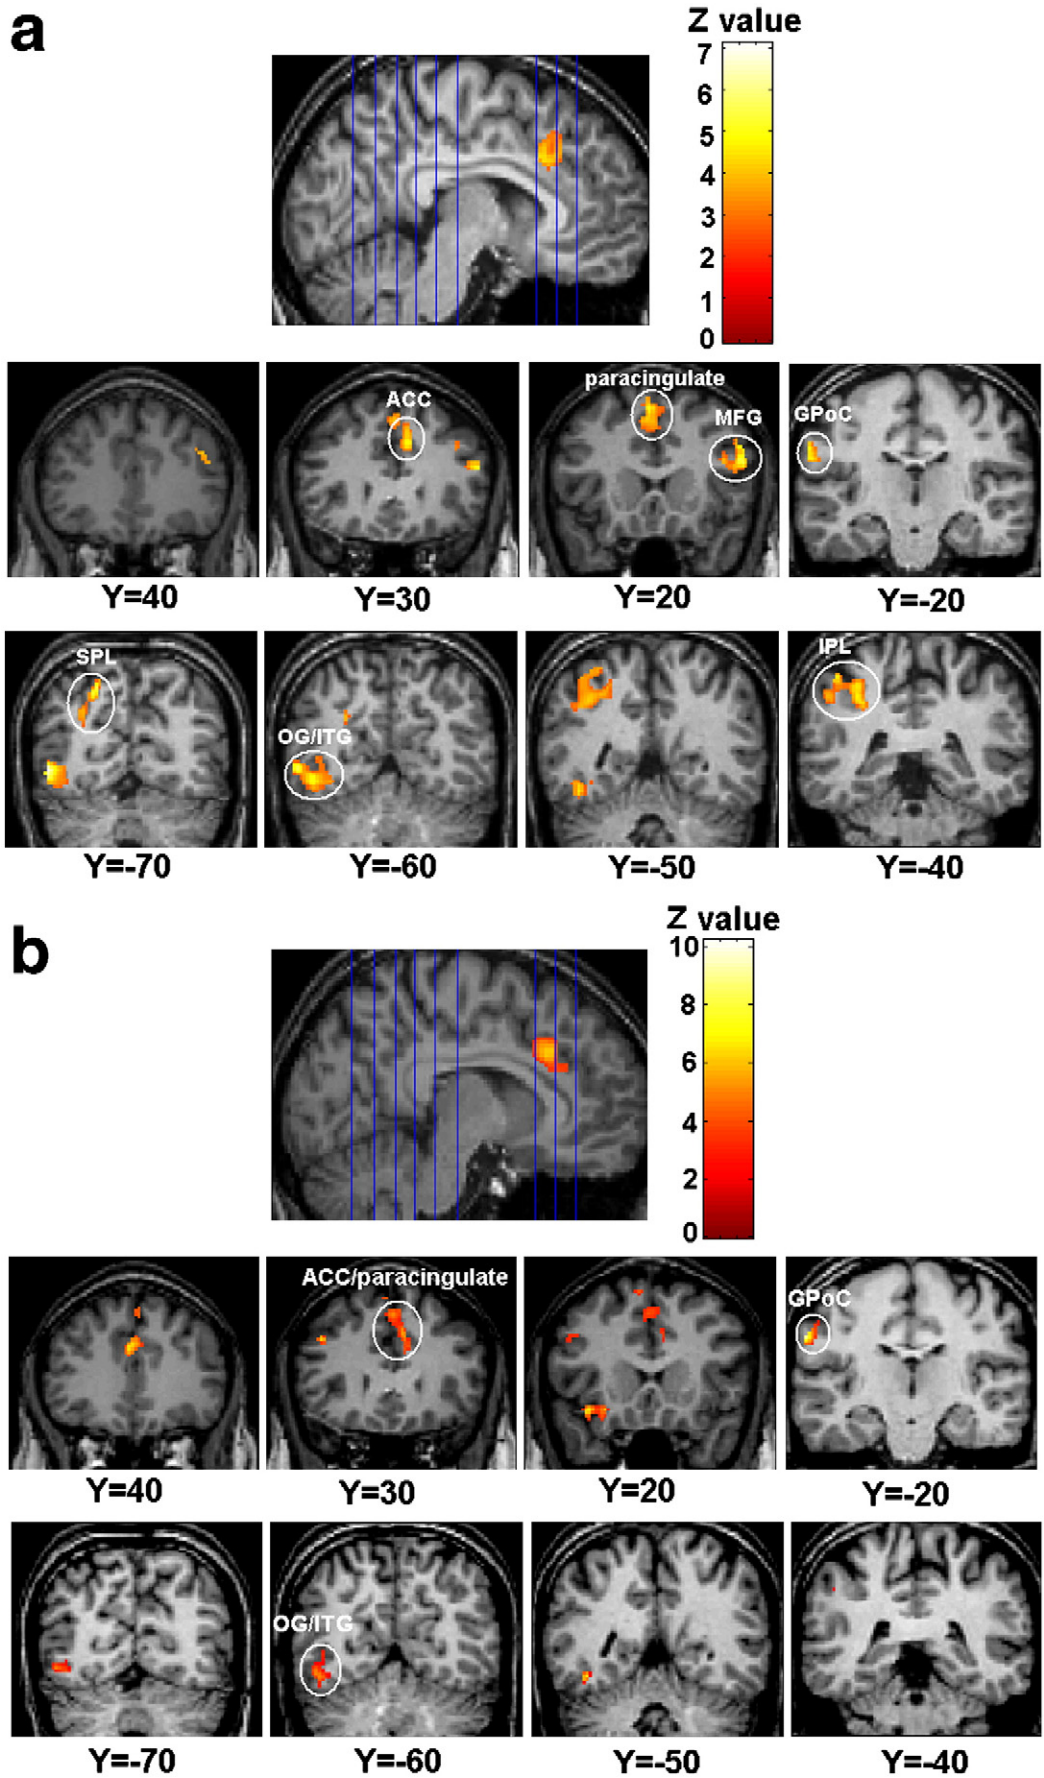 a
Z value
7
6
5
4
3
2
1
0
ACC
paracingulate
MFG
GPoC
Y=40
Y=30
Y=20
Y=-20
SPL
OG/ITG
IPL
Y=-70
Y=-60
Y=-50
Y=-40
b
Z value
10
8
6
4
2
0
ACC/paracingulate
GPoC
Y=40
Y=30
Y=20
Y=-20
OG/ITG
Y=-70
Y=-60
Y=-50
Y=-40